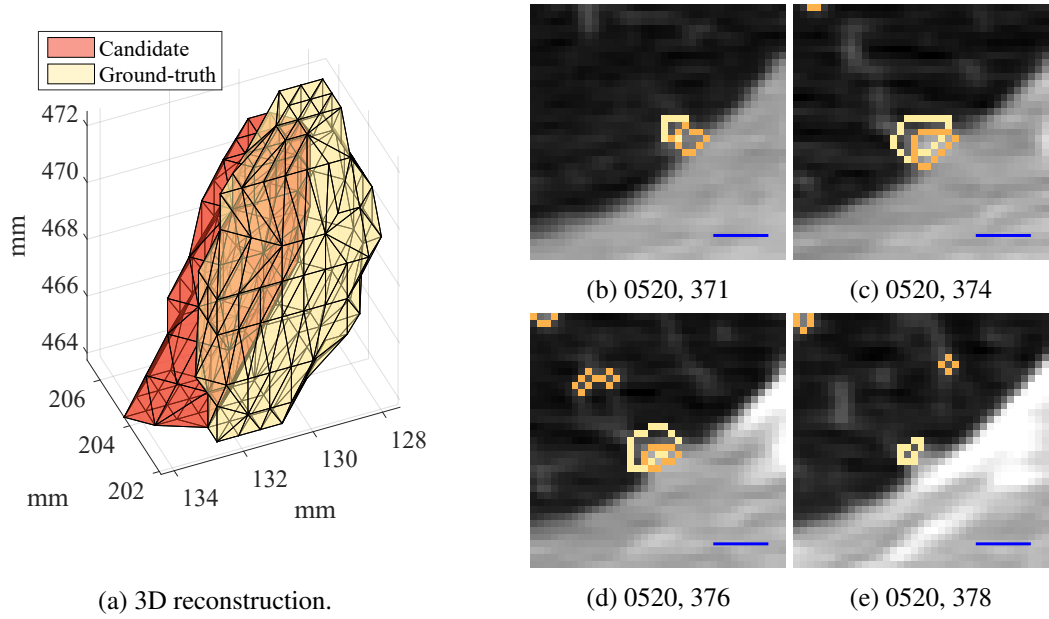 Candidate
Ground-truth
472
470
468
466
464
mm
206
204
202
mm
134
132
130
128
mm
(a) 3D reconstruction.
(b) 0520, 371
(c) 0520, 374
(d) 0520, 376
(e) 0520, 378